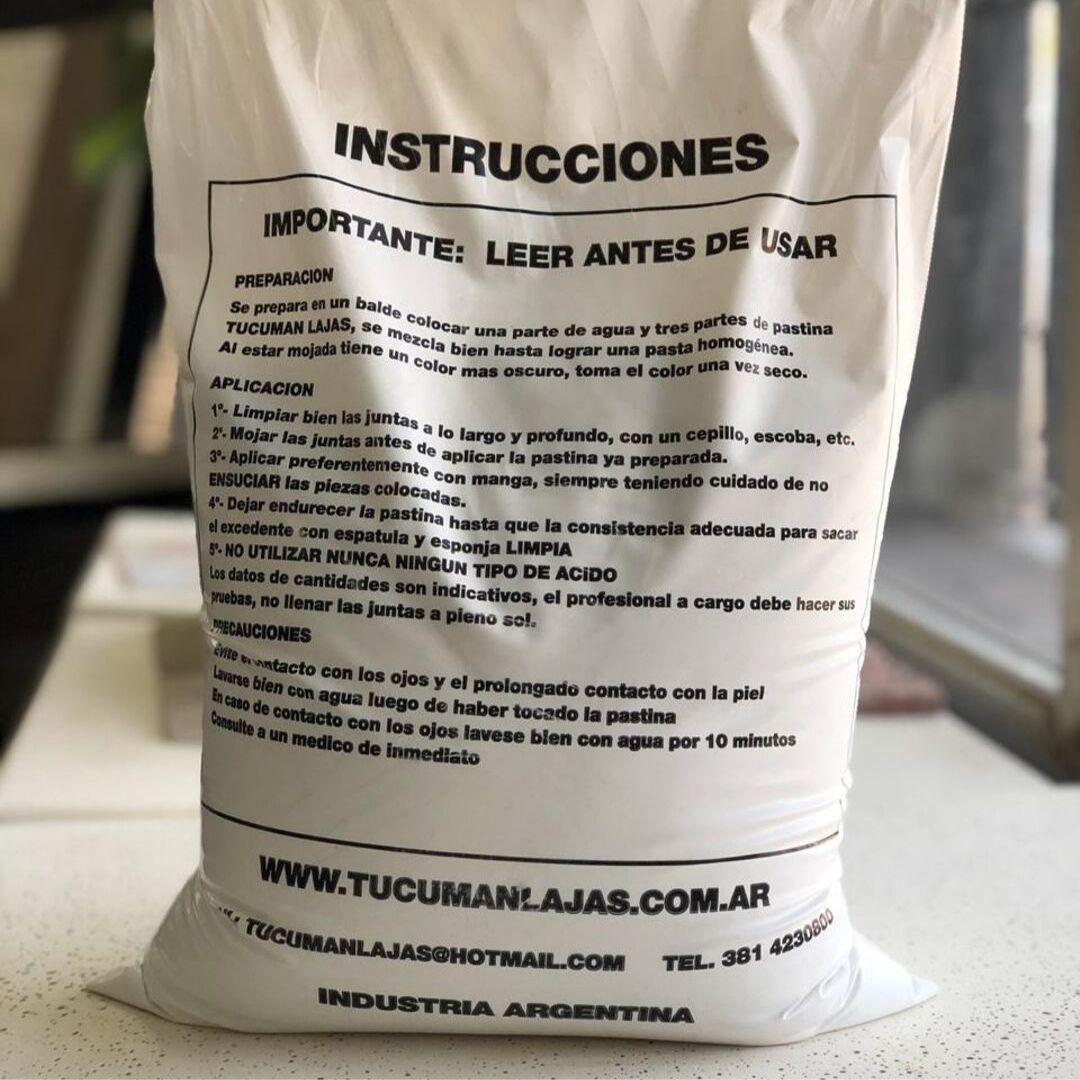 INSTRUCCIONES
IMPORTANTE: LEER ANTES DE USAR
PREPARACION
Se prepara en un balde colocar una parte de agua y tres partes de pastina
TUCUMAN LAJAS, se mezcla bien hasta lograr una pasta homogénea.
Al estar mojada tiene un color mas oscuro, toma el color una vez seco.
APLICACION
1º- Limpiar bien las juntas a lo largo y profundo, con un cepillo, escoba, etc.
2º- Mojar las juntas antes de aplicar la pastina ya preparada.
3º- Aplicar preferentemente con manga, siempre teniendo cuidado de no
ENSUCIAR las piezas colocadas.
4º- Dejar endurecer la pastina hasta que la consistencia adecuada para sacar
el excedente con espatula y esponja LIMPIA
5º- NO UTILIZAR NUNCA NINGUN TIPO DE ACiDO
Los datos de cantidades son indicativos, el profesional a cargo debe hacer sus
pruebas, no llenar las juntas a pleno sol.
PRECAUCIONES
Evite el contacto con los ojos y el prolongado contacto con la piel
Lavarse bien con agua luego de haber tocado la pastina
En caso de contacto con los ojos lavese bien con agua por 10 minutos
Consulte a un medico de inmediato
WWW.TUCUMANLAJAS.COM.AR
TUCUMANLAJAS@HOTMAIL.COM TEL. 381 4230800
INDUSTRIA ARGENTINA